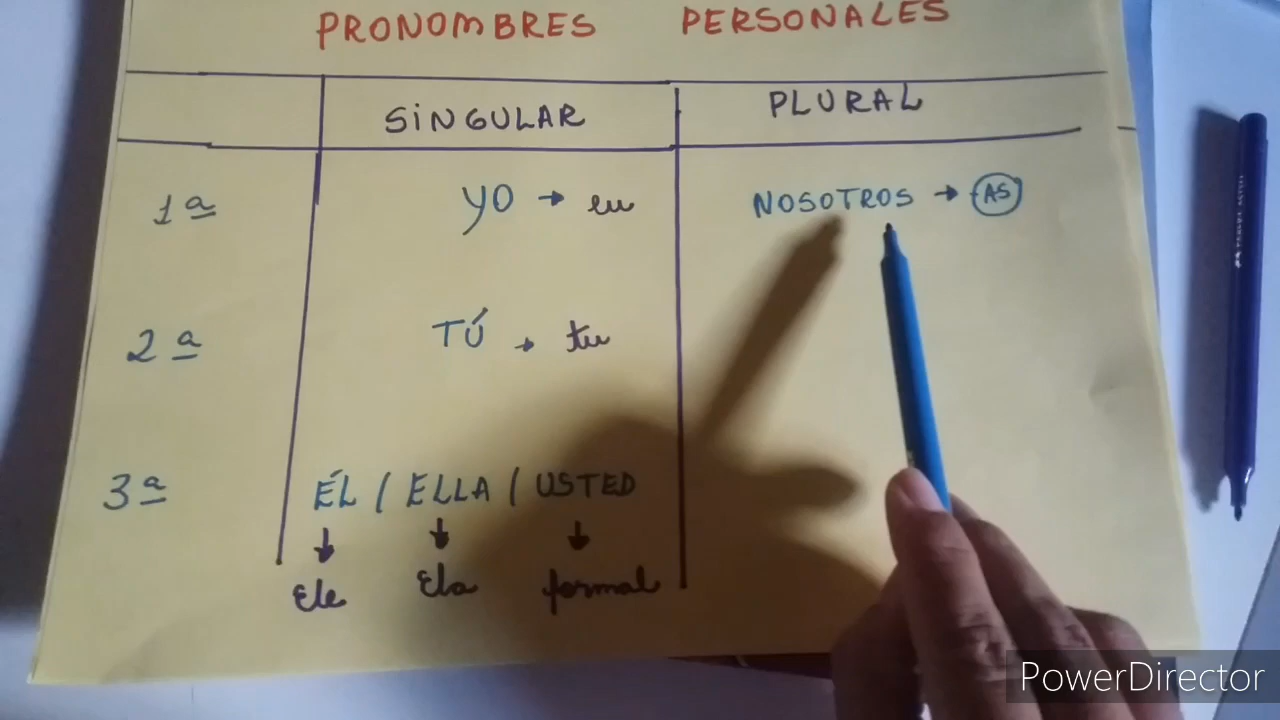 PRONOMBRES PERSONALES
SINGULAR PLURAL
1ª YO → eu NOSOTROS → AS
2ª TÚ → tu
3ª ÉL / ELLA / USTED
Ele Ela formal
PowerDirector